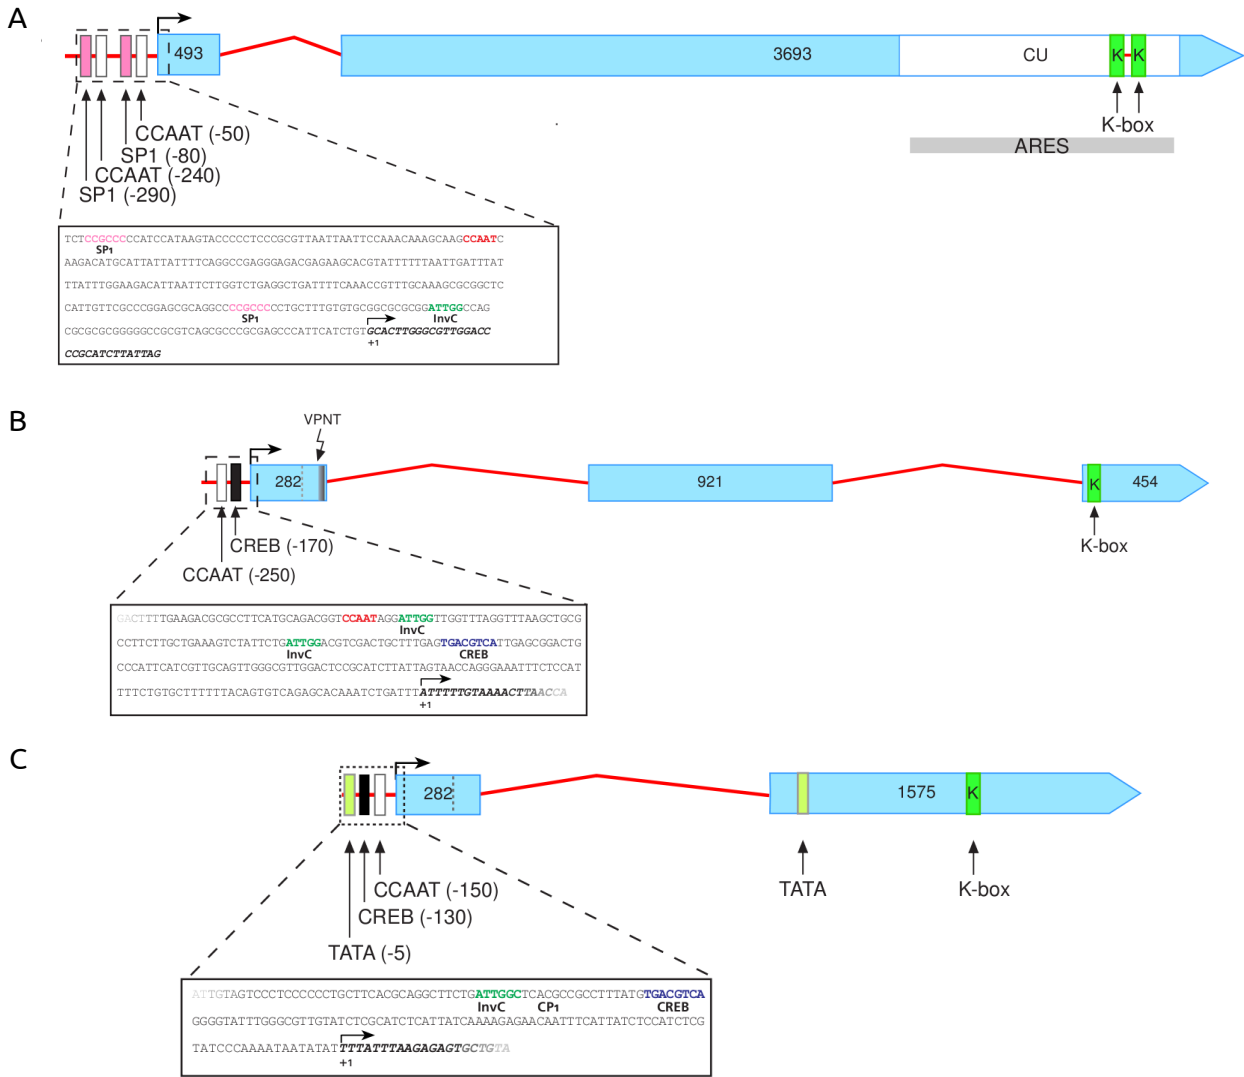 A
493
3693
CU
K
K
K-box
ARES
CCAAT (-50)
SP1 (-80)
CCAAT (-240)
SP1 (-290)
TCTCCGCCCCCATCCATAAGTACCCCCTCCCGCGTTAATTAATTCCAAACAAAGCAAGCCAATC
SP1
AAGACATGCATTATTATTTTCAGGCCGAGGGAGACGAGAAGCACGTATTTTTTAATTGATTTAT
TTATTTGGAAGACATTAATTCTTGGTCTGAGGCTGATTTTCAAACCGTTTGCAAAGCGCGGCTC
CATTGTTCGCCCGGAGCGCAGGCCCCGCCCCCTGCTTTGTGTGCGGCGCGCGGATTGGCCAG
SP1 InvC
CGCGCGCGGGGGCCGCGTCAGCGCCCGCGAGCCCATTCATCTGTGCACTTGGGCGTTGGACC
+1
CCGCATCTTATTAG
B
VPNT
282
921
K
454
K-box
CREB (-170)
CCAAT (-250)
GACTTTTGAAGACGCGCCTTCATGCAGACGGTCCAATAGGATTGGTTGGTTTAGGTTTAAGCTGCG
InvC
CCTTCTTGCTGAAAGTCTATTCTGATTGGACGTCGACTGCTTTGAGTGACGTCATTGAGCGGACTG
InvC CREB
CCCATTCATCGTTGCAGTTGGGCGTTGGACTCCGCATCTTATTAGTAACCAGGGAAATTTCTCCAT
TTTCTGTGCTTTTTTTACAGTGTCAGAGCACAAATCTGATTTATTTTTGTAAAACTTAACCA
+1
C
282
1575
K
TATA
K-box
CCAAT (-150)
CREB (-130)
TATA (-5)
ATTGTAGTCCCTCCCCCCTGCTTCACGCAGGCTTCTGATTGGCTCACGCCGCCTTTATGTGACGTCA
InvC CP1 CREB
GGGGTATTTGGGCGTTGTATCTCGCATCTCATTATCAAAAGAGAACAATTTCATTATCTCCATCTCG
TATCCCAAAATAATATATTTTATTTAAGAGAGTGCTGTA
+1